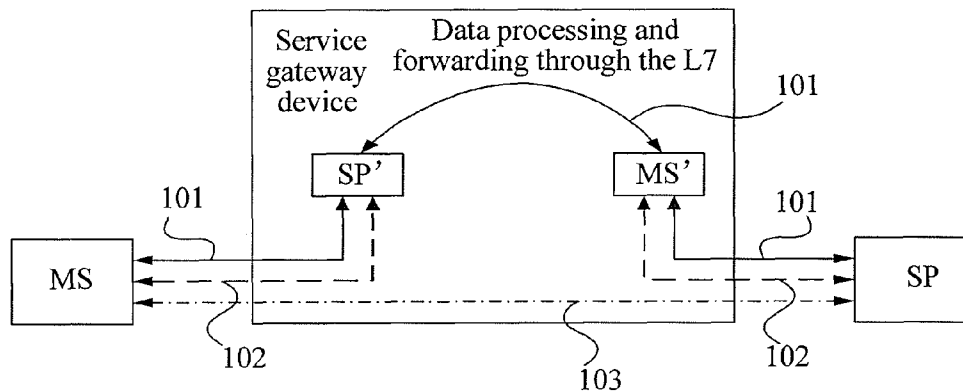 Service
gateway
device
Data processing and
forwarding through the L7
101
SP’
MS’
101
101
MS
SP
102
102
103